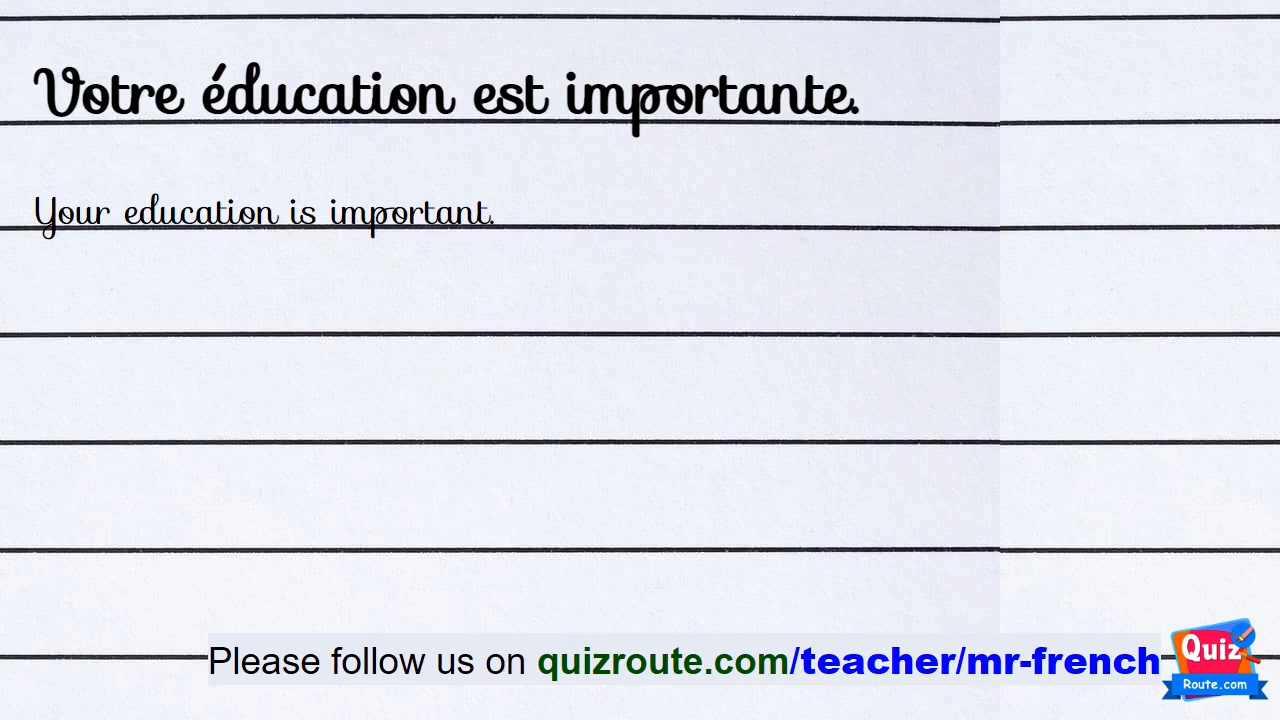 Votre éducation est importante.
Your education is important.
Please follow us on quizroute.com/teacher/mr-french
Quiz
Route.com